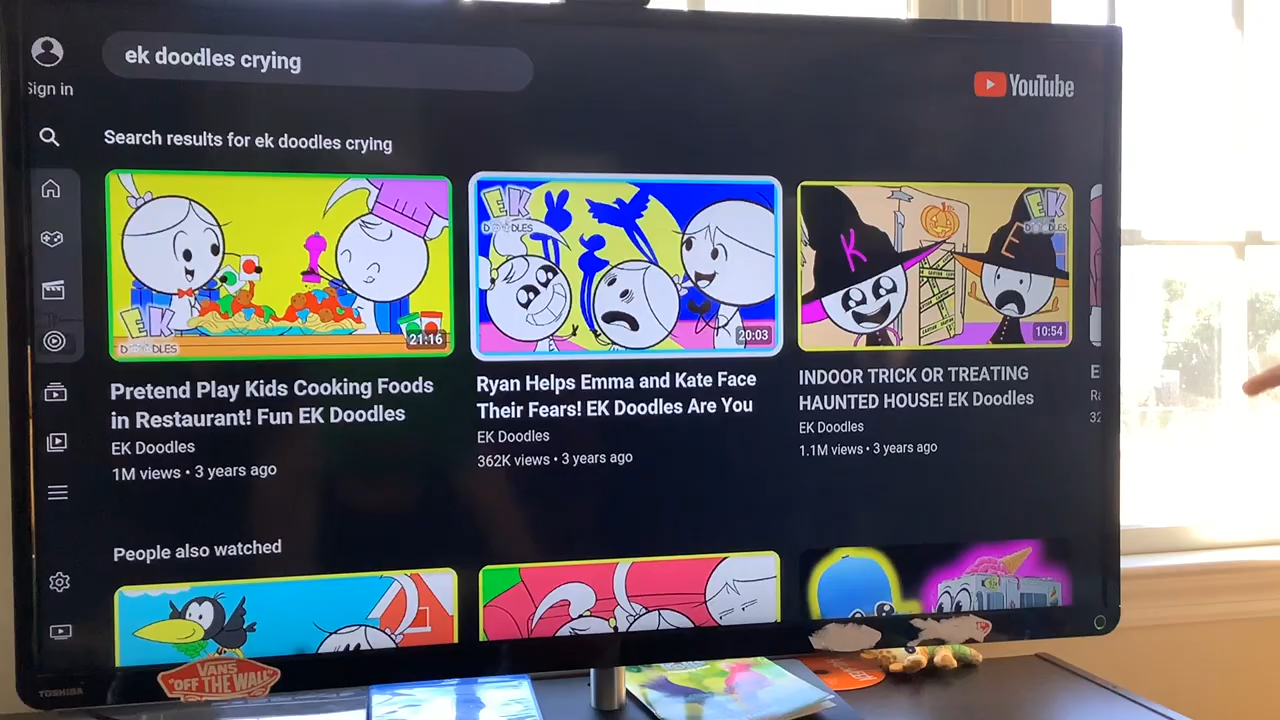 ek doodles crying
YouTube
Sign in
Search results for ek doodles crying
EK
DOODLES
21:16
EK
DOODLES
20:03
K
E
EK
DOODLES
10:54
Pretend Play Kids Cooking Foods
in Restaurant! Fun EK Doodles
EK Doodles
1M views • 3 years ago
Ryan Helps Emma and Kate Face
Their Fears! EK Doodles Are You
EK Doodles
362K views • 3 years ago
INDOOR TRICK OR TREATING
HAUNTED HOUSE! EK Doodles
EK Doodles
1.1M views • 3 years ago
E
Ra
32
People also watched
TOSHIBA
VANS
"OFF THE WALL"